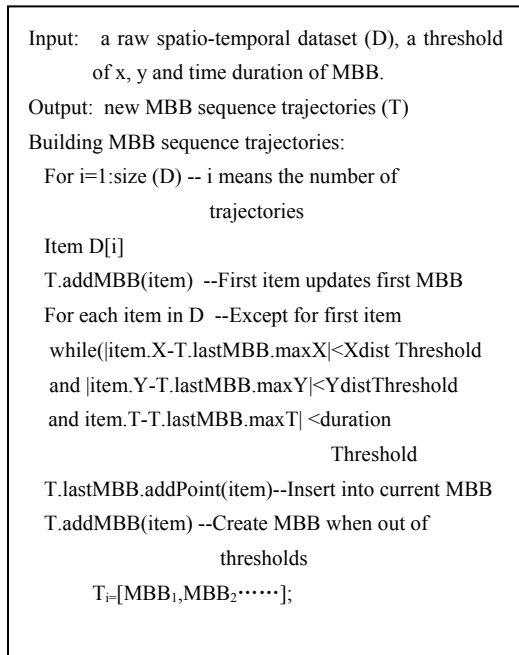 Input: a raw spatio-temporal dataset (D), a threshold
of x, y and time duration of MBB.
Output: new MBB sequence trajectories (T)
Building MBB sequence trajectories:
For i=1:size (D) -- i means the number of
trajectories
Item D[i]
T.addMBB(item) --First item updates first MBB
For each item in D --Except for first item
while(|item.X-T.lastMBB.maxX|<Xdist Threshold
and |item.Y-T.lastMBB.maxY|<YdistThreshold
and item.T-T.lastMBB.maxT| <duration
Threshold
T.lastMBB.addPoint(item)--Insert into current MBB
T.addMBB(item) --Create MBB when out of
thresholds
Ti=[MBB1,MBB2⋯⋯];